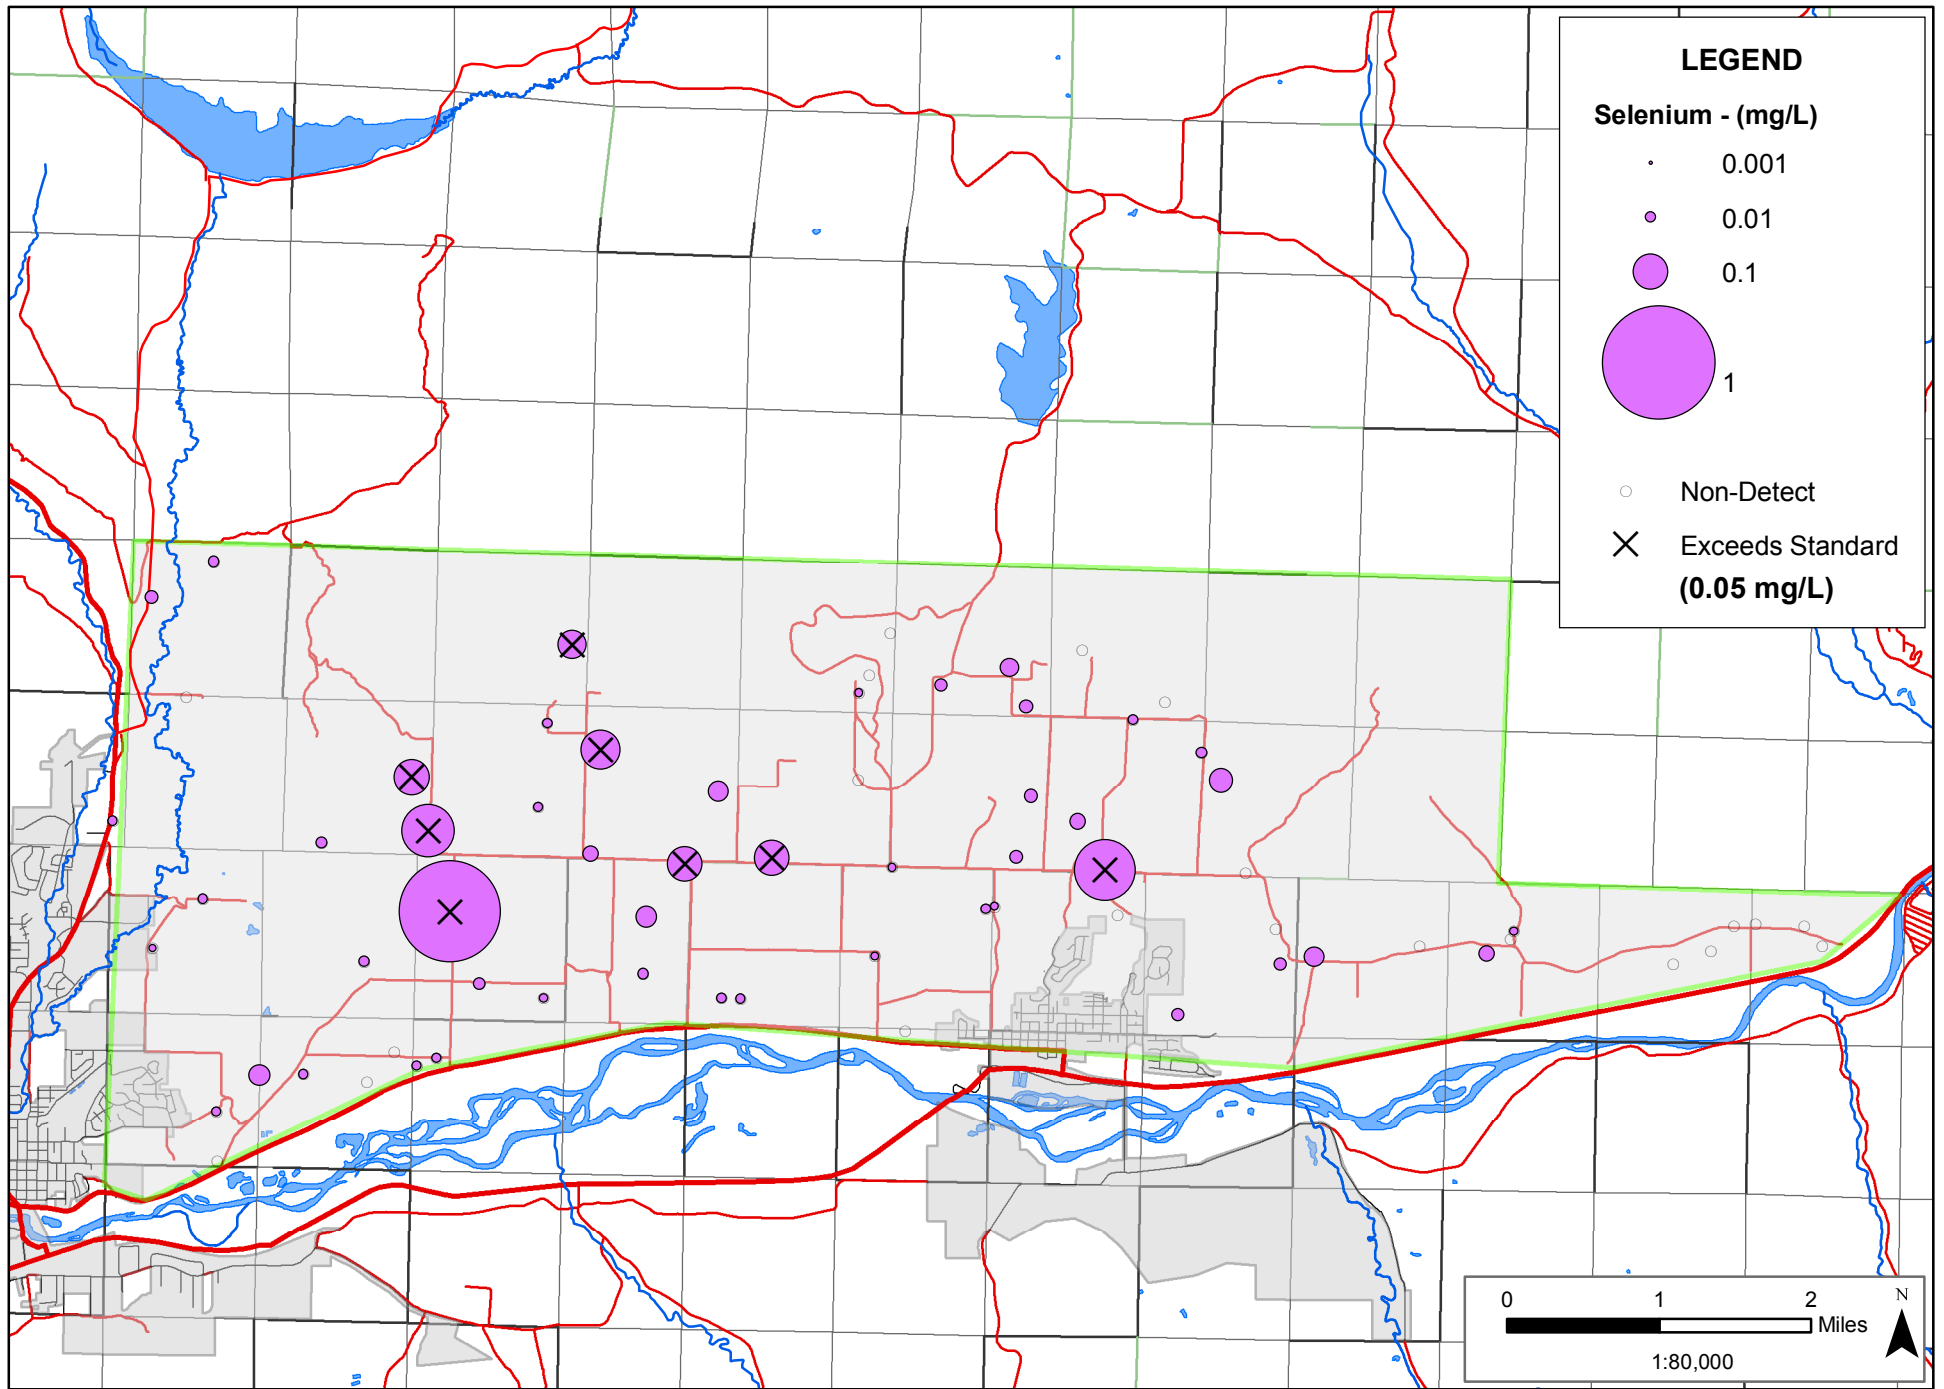 LEGEND
Selenium - (mg/L)
0.001
0.01
0.1
1
Non-Detect
Exceeds Standard
(0.05 mg/L)
0 1 2
Miles
1:80,000
N